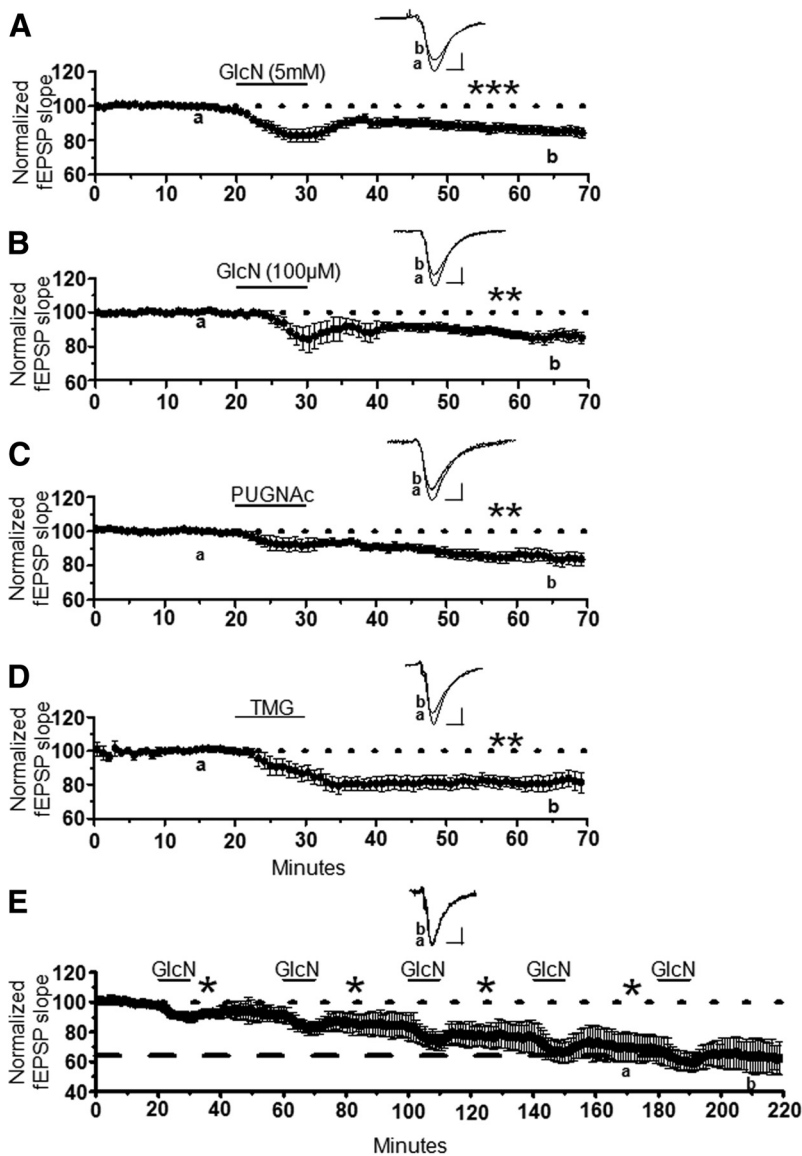 A
b
a
GlcN (5mM)
***
Normalized
fEPSP slope
120
100
80
60
a
b
0 10 20 30 40 50 60 70
B
b
a
GlcN (100µM)
**
Normalized
fEPSP slope
120
100
80
60
a
b
0 10 20 30 40 50 60 70
C
b
a
PUGNAc
**
Normalized
fEPSP slope
120
100
80
60
a
b
0 10 20 30 40 50 60 70
D
b
a
TMG
**
Normalized
fEPSP slope
120
100
80
60
a
b
0 10 20 30 40 50 60 70
Minutes
E
b
a
GlcN * GlcN * GlcN * GlcN * GlcN
Normalized
fEPSP slope
120
100
80
60
40
a
b
0 20 40 60 80 100 120 140 160 180 200 220
Minutes